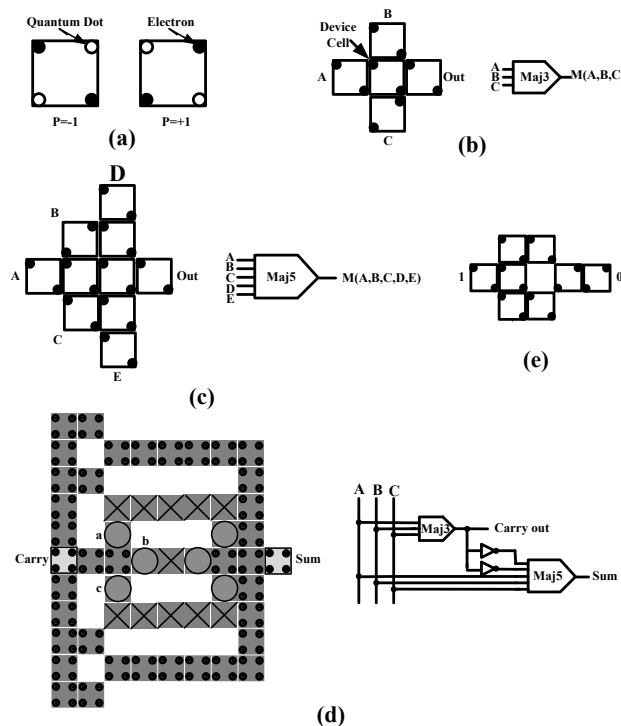 Quantum Dot
Electron
P=-1
P=+1
(a)
B
Device
Cell
A
Out
C
A
B
C
Maj3
M(A,B,C
(b)
D
B
A
Out
C
E
A
B
C
D
E
Maj5
M(A,B,C,D,E)
(c)
1
0
(e)
a
b
Carry
Sum
c
A B C
Maj3
Carry out
Maj5
Sum
(d)